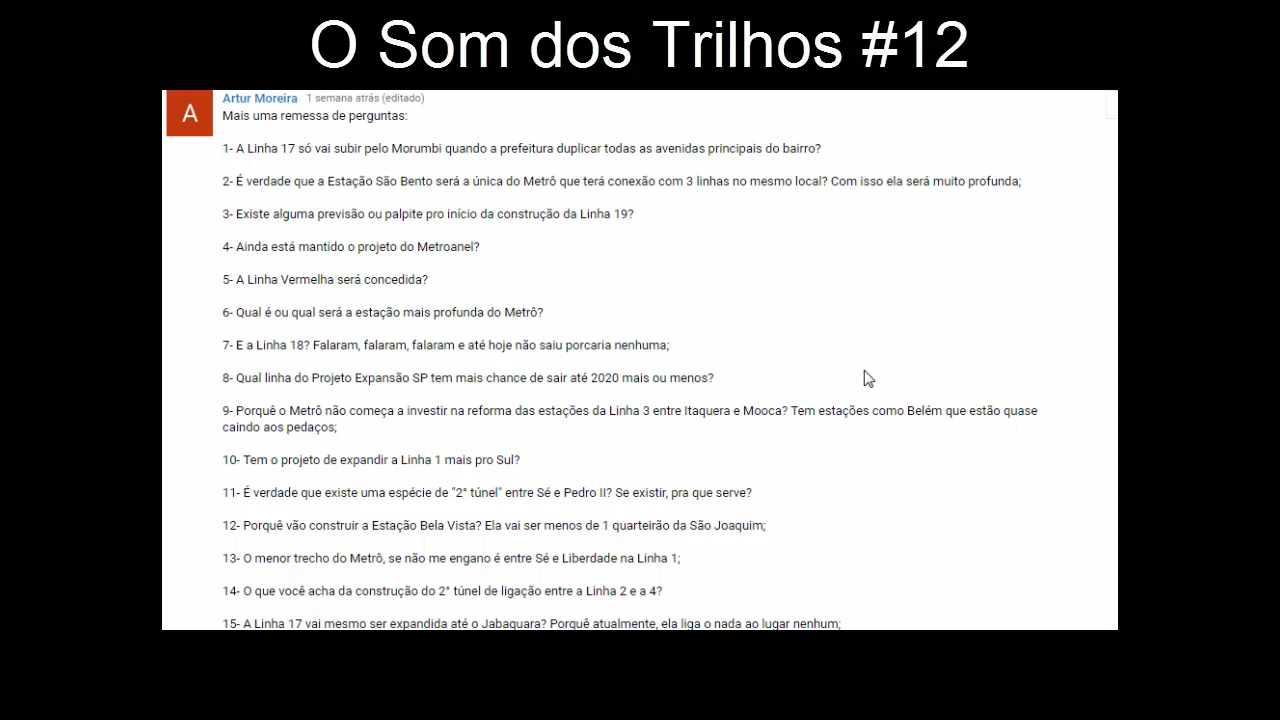 O Som dos Trilhos #12
A
Artur Moreira 1 semana atrás (editado)
Mais uma remessa de perguntas:
1- A Linha 17 só vai subir pelo Morumbi quando a prefeitura duplicar todas as avenidas principais do bairro?
2- É verdade que a Estação São Bento será a única do Metrô que terá conexão com 3 linhas no mesmo local? Com isso ela será muito profunda;
3- Existe alguma previsão ou palpite pro início da construção da Linha 19?
4- Ainda está mantido o projeto do Metroanel?
5- A Linha Vermelha será concedida?
6- Qual é ou qual será a estação mais profunda do Metrô?
7- E a Linha 18? Falaram, falaram, falaram e até hoje não saiu porcaria nenhuma;
8- Qual linha do Projeto Expansão SP tem mais chance de sair até 2020 mais ou menos?
9- Porquê o Metrô não começa a investir na reforma das estações da Linha 3 entre Itaquera e Mooca? Tem estações como Belém que estão quase
caindo aos pedaços;
10- Tem o projeto de expandir a Linha 1 mais pro Sul?
11- É verdade que existe uma espécie de "2° túnel" entre Sé e Pedro II? Se existir, pra que serve?
12- Porquê vão construir a Estação Bela Vista? Ela vai ser menos de 1 quarteirão da São Joaquim;
13- O menor trecho do Metrô, se não me engano é entre Sé e Liberdade na Linha 1;
14- O que você acha da construção do 2° túnel de ligação entre a Linha 2 e a 4?
15- A Linha 17 vai mesmo ser expandida até o Jabaquara? Porquê atualmente, ela liga o nada ao lugar nenhum;